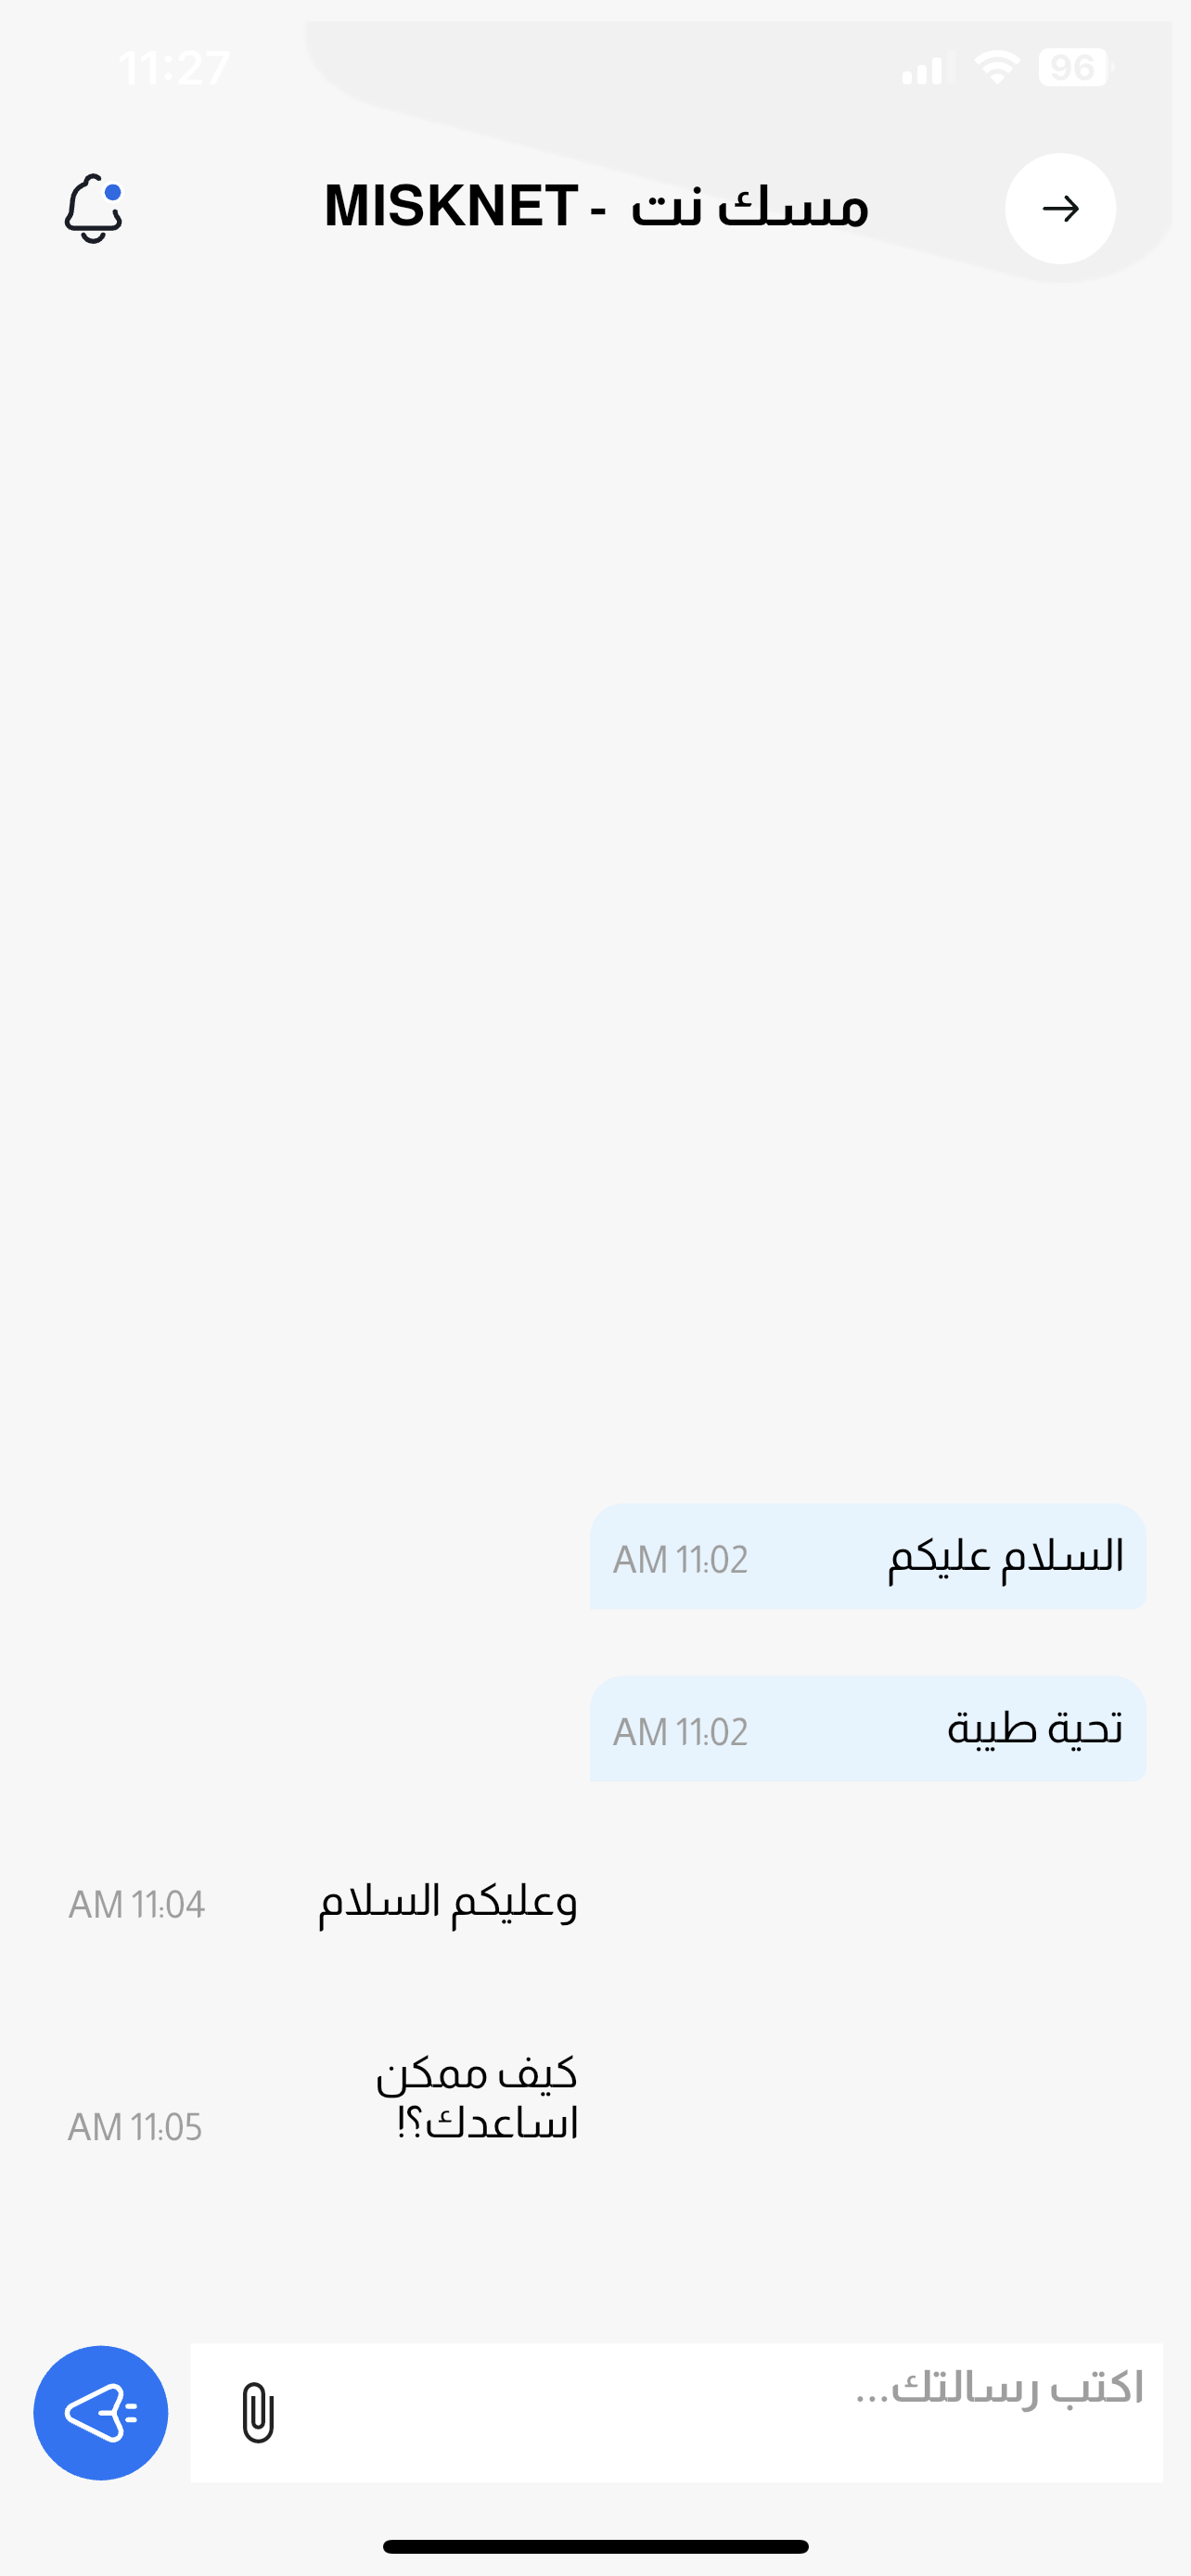 11:27
96
مسك نت - MISKNET
السلام عليكم
AM 11:02
تحية طيبة
AM 11:02
وعليكم السلام
AM 11:04
كيف ممكن
اساعدك؟!
AM 11:05
اكتب رسالتك...